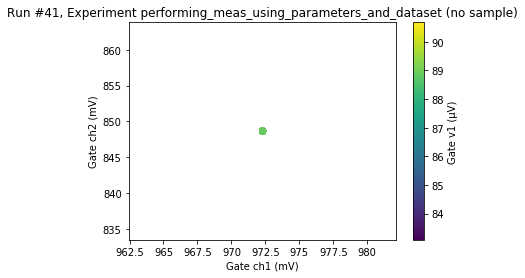 Run #41, Experiment performing_meas_using_parameters_and_dataset (no sample)
Gate ch2 (mV)
860
855
850
845
840
835
962.5 965 967.5 970 972.5 975 977.5 980
Gate ch1 (mV)
90
89
88
87
86
85
84
Gate v1 (µV)